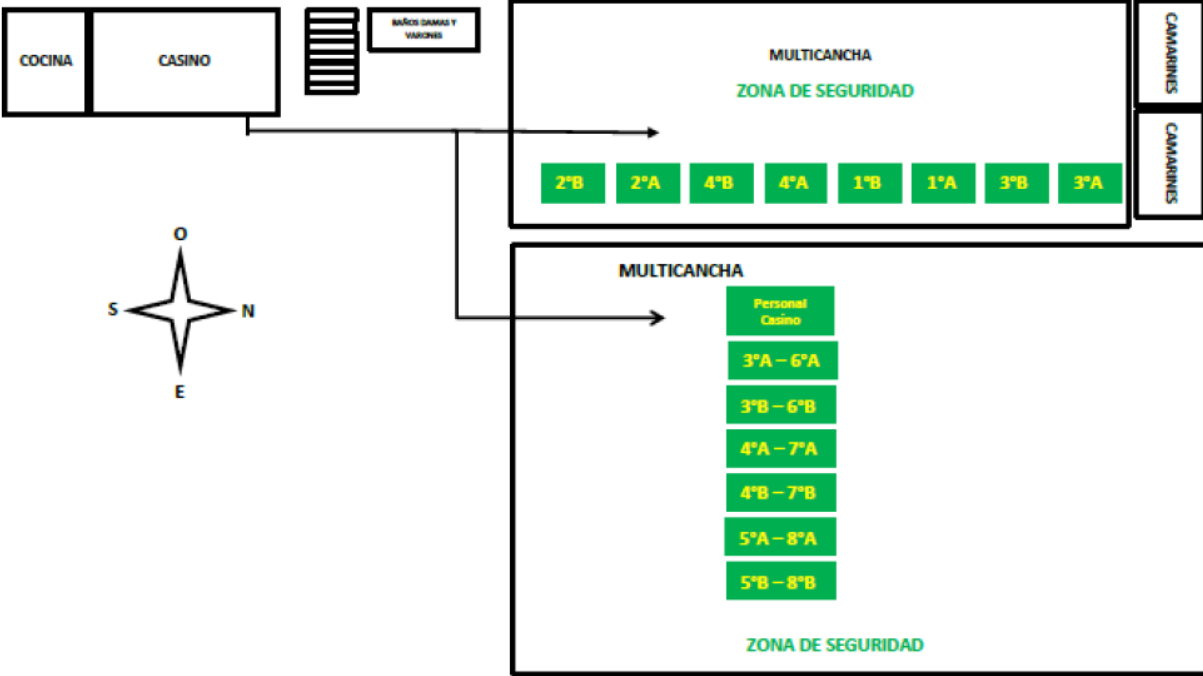 COCINA
CASINO
BAÑOS DAMAS Y
VARONES
MULTICANCHA
ZONA DE SEGURIDAD
CAMARINES
CAMARINES
2°B
2°A
4°B
4°A
1°B
1°A
3°B
3°A
O
S
N
E
MULTICANCHA
Personal
Casino
3°A – 6°A
3°B – 6°B
4°A – 7°A
4°B – 7°B
5°A – 8°A
5°B – 8°B
ZONA DE SEGURIDAD